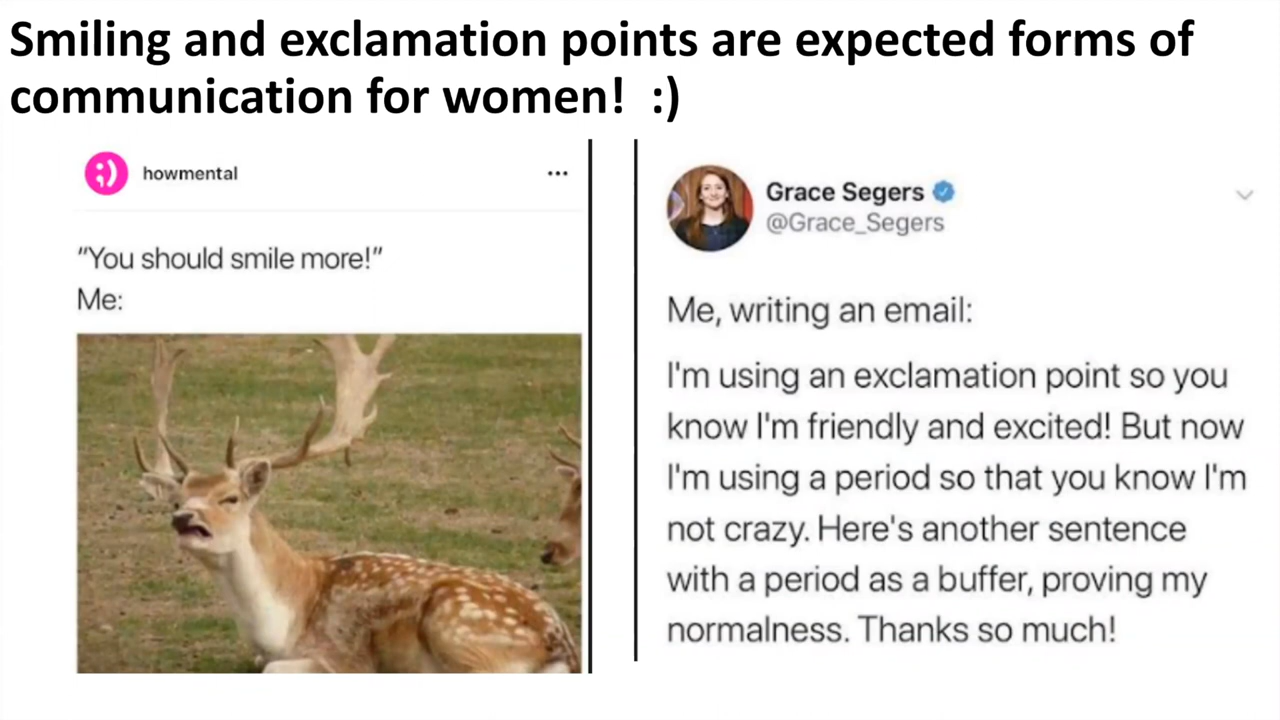 Smiling and exclamation points are expected forms of
communication for women!  :)
howmental
"You should smile more!"
Me:
Grace Segers
@Grace_Segers
Me, writing an email:
I'm using an exclamation point so you
know I'm friendly and excited! But now
I'm using a period so that you know I'm
not crazy. Here's another sentence
with a period as a buffer, proving my
normalness. Thanks so much!